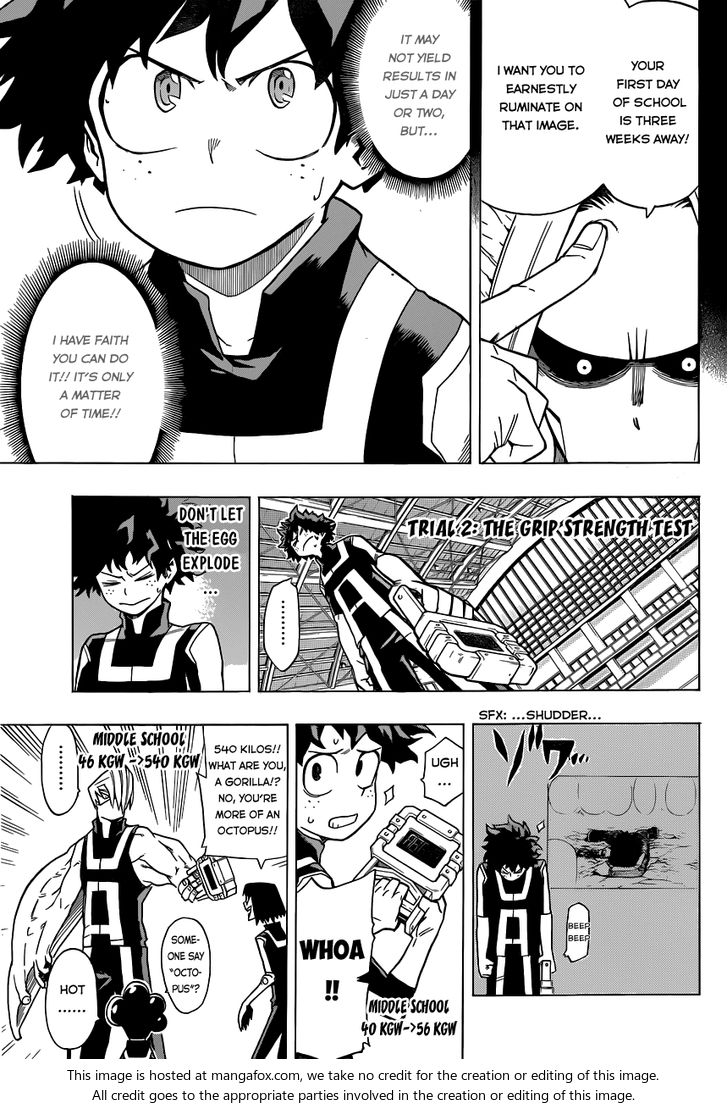 YOUR
FIRST DAY
OF SCHOOL
IS THREE
WEEKS AWAY!
I WANT YOU TO
EARNESTLY
RUMINATE ON
THAT IMAGE.
IT MAY
NOT YIELD
RESULTS IN
JUST A DAY
OR TWO,
BUT...
I HAVE FAITH
YOU CAN DO
IT!! IT'S ONLY
A MATTER
OF TIME!!
TRIAL 2: THE GRIP STRENGTH TEST
......
DON'T LET
THE EGG
EXPLODE
...
SFX: ...SHUDDER...
ゾワ...
BEEP
BEEP
UGH
...
WHOA
!!
MIDDLE SCHOOL
40 KGW->56 KGW
540 KILOS!!
WHAT ARE YOU,
A GORILLA!?
NO, YOU'RE
MORE OF AN
OCTOPUS!!
MIDDLE SCHOOL
46 KGW ->540 KGW
......
SOME-
ONE SAY
"OCTO-
PUS"?
HOT
......
This image is hosted at mangafox.com, we take no credit for the creation or editing of this image.
All credit goes to the appropriate parties involved in the creation or editing of this image.